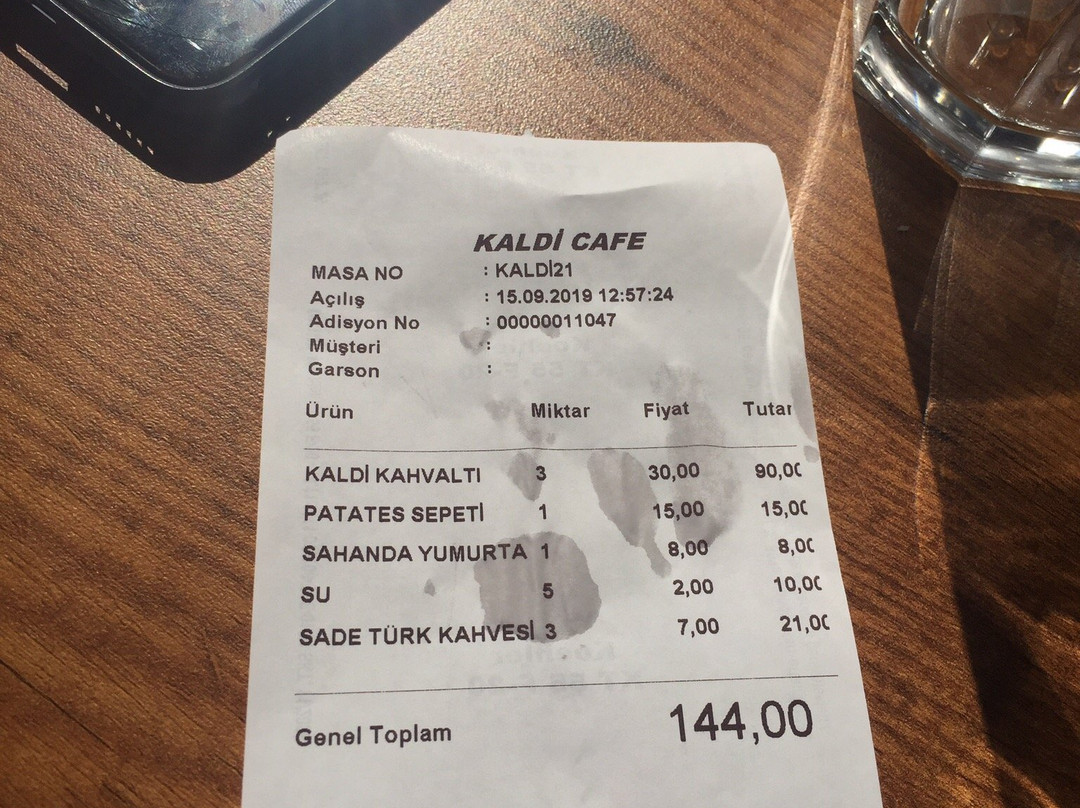 KALDİ CAFE
MASA NO : KALDİ21
Açılış : 15.09.2019 12:57:24
Adisyon No : 00000011047
Müşteri :
Garson :
Ürün Miktar Fiyat Tutar
KALDİ KAHVALTI 3 30,00 90,00
PATATES SEPETİ 1 15,00 15,00
SAHANDA YUMURTA 1 8,00 8,00
SU 5 2,00 10,00
SADE TÜRK KAHVESİ 3 7,00 21,00
Genel Toplam 144,00